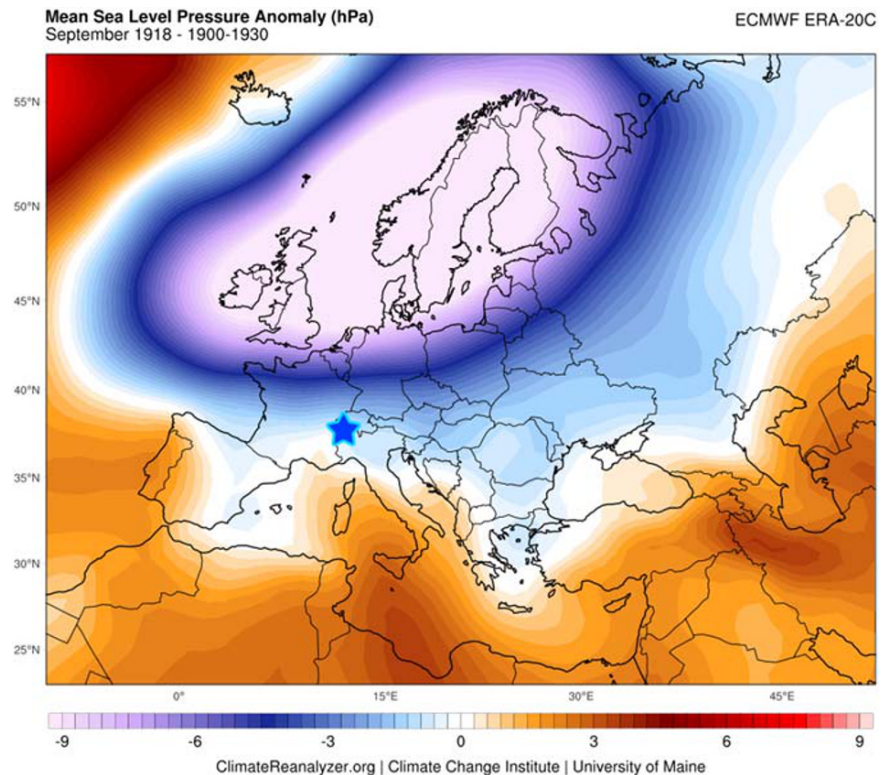 Mean Sea Level Pressure Anomaly (hPa)
September 1918 - 1900-1930
ECMWF ERA-20C
55°N
50°N
45°N
40°N
35°N
30°N
25°N
0°
15°E
30°E
45°E
-9
-6
-3
0
3
6
9
ClimateReanalyzer.org | Climate Change Institute | University of Maine